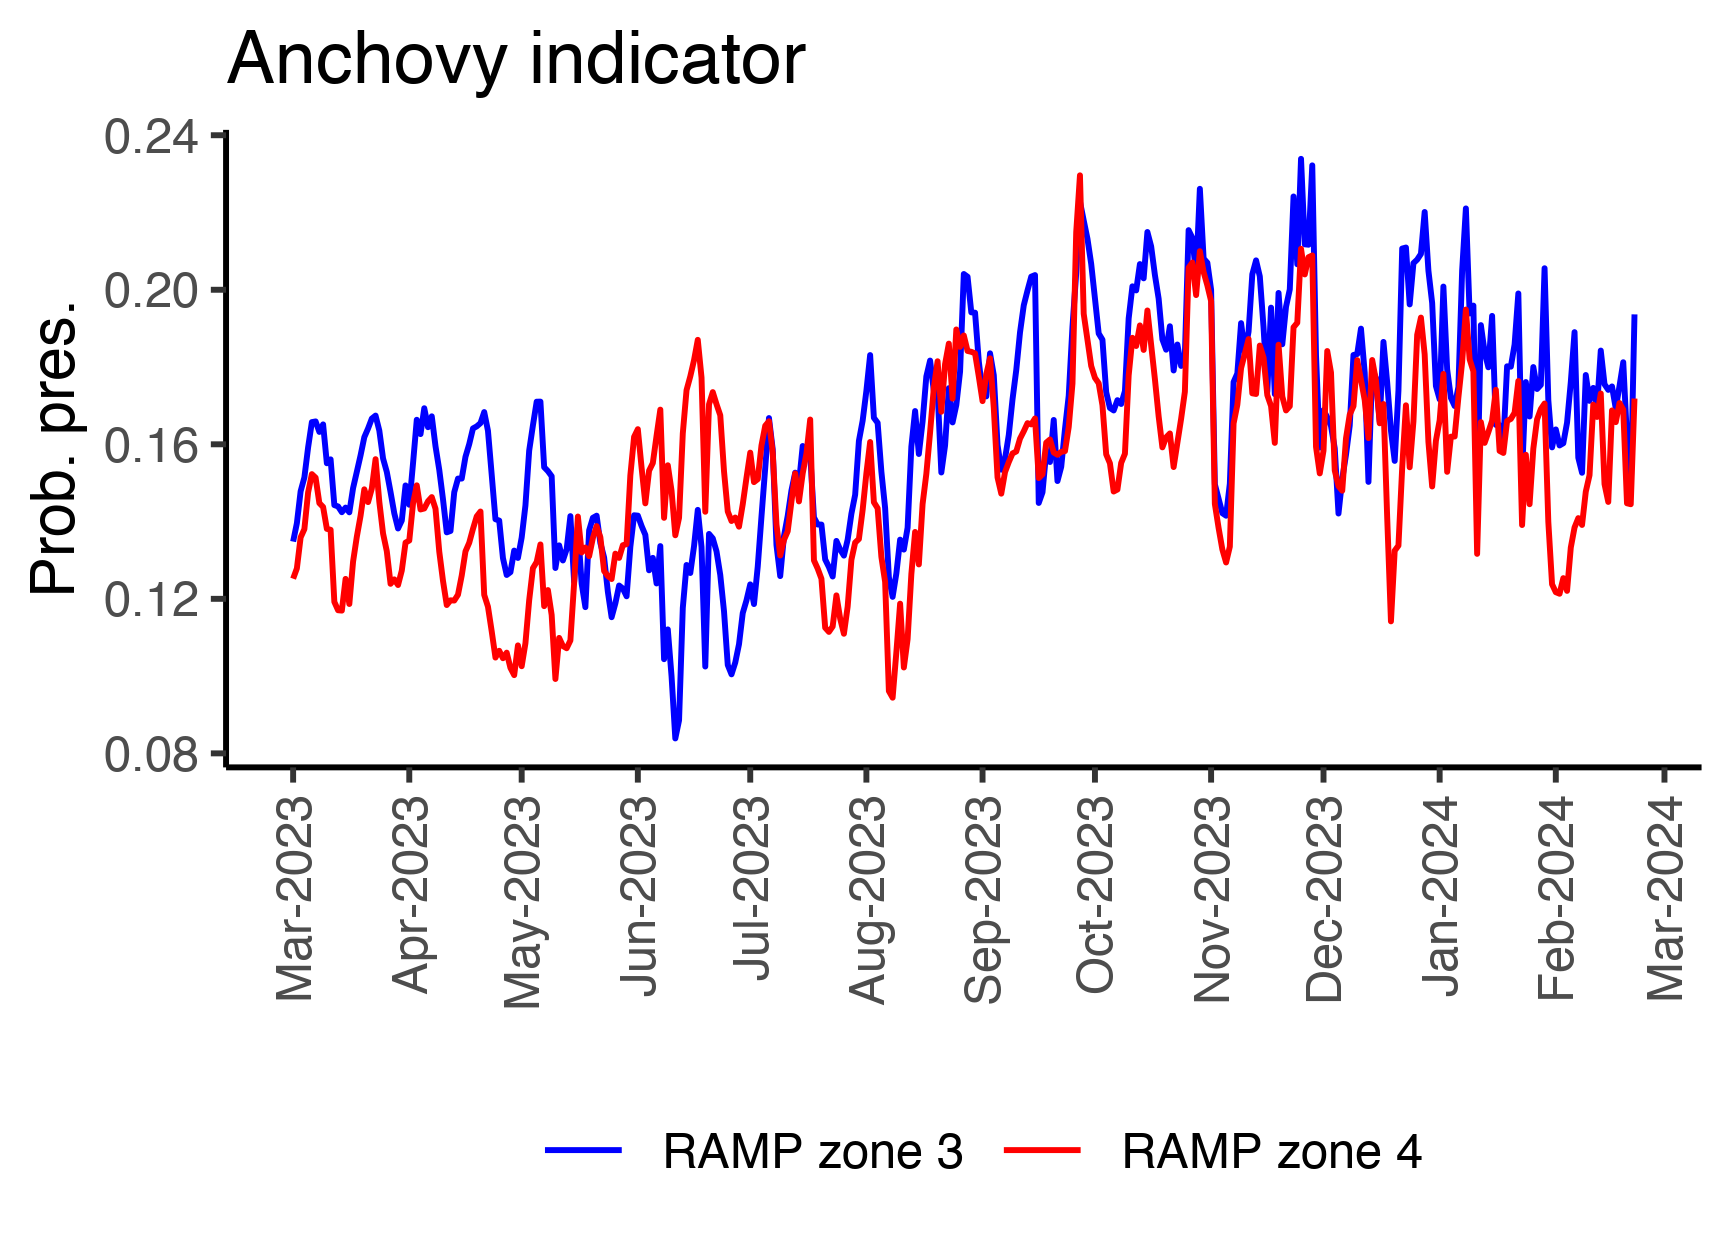 Anchovy indicator
Prob. pres.
0.24
0.20
0.16
0.12
0.08
Mar-2023
Apr-2023
May-2023
Jun-2023
Jul-2023
Aug-2023
Sep-2023
Oct-2023
Nov-2023
Dec-2023
Jan-2024
Feb-2024
Mar-2024
RAMP zone 3
RAMP zone 4